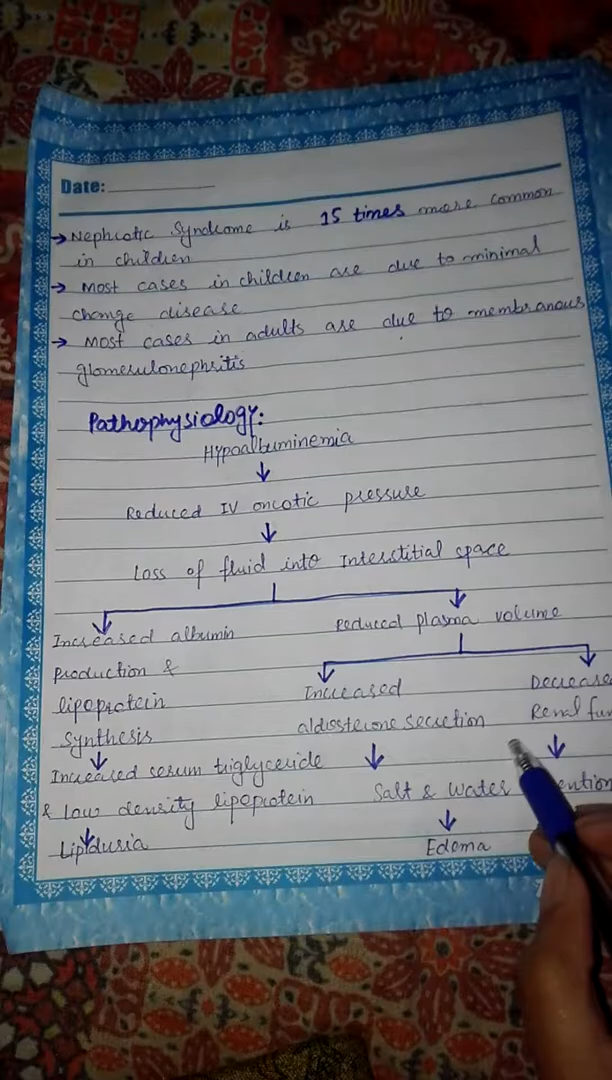 Date:
→ Nephrotic Syndrome is 15 times more common
in children
→ Most cases in children are due to minimal
change disease
→ Most cases in adults are due to membranous
glomerulonephritis
Pathophysiology:
Hypoalbuminemia
↓
Reduced IV oncotic pressure
↓
Loss of fluid into Interstitial space
Increased albumin
production &
lipoprotein
Synthesis
Reduced plasma volume
Increased
aldosterone secretion
Decrease
Renal
Increased serum triglyceride
& low density lipoprotein
Salt & Water
Lipiduria
Edema